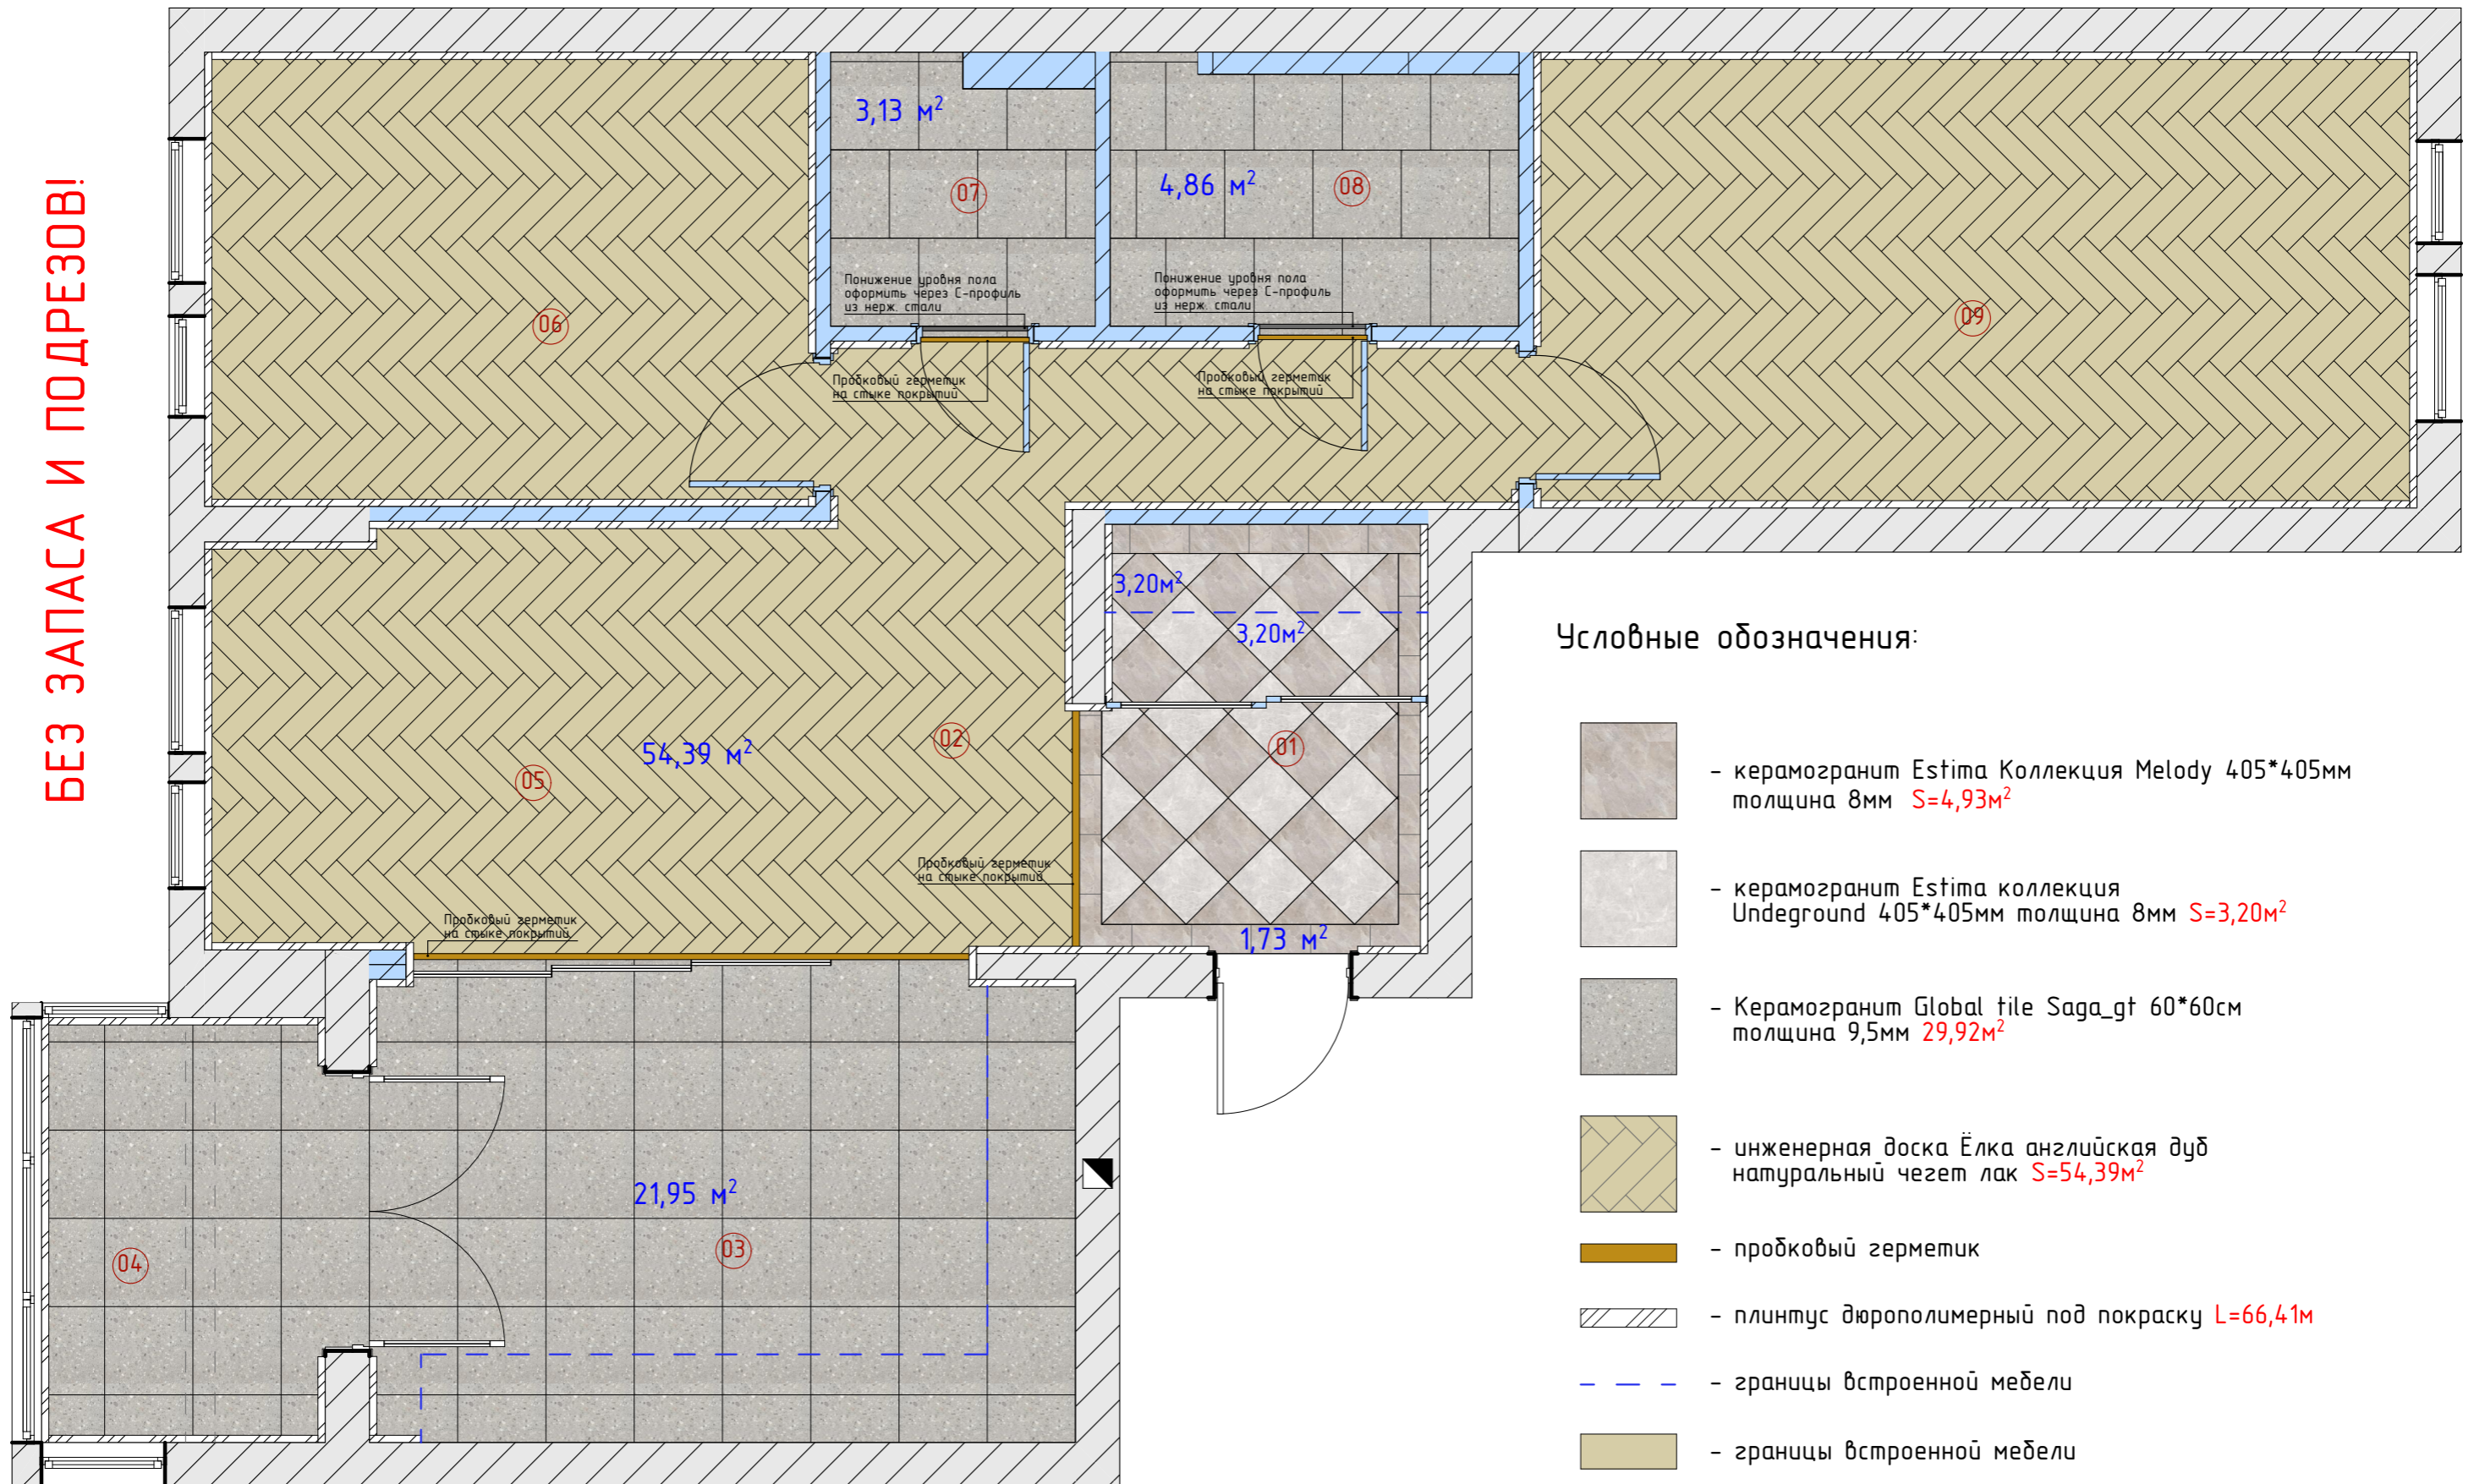 БЕЗ ЗАПАСА И ПОДРЕЗОВ!
3,13 м²
07
4,86 м²
08
Понижение уровня пола
оформить через С-профиль
из нерж. стали
Понижение уровня пола
оформить через С-профиль
из нерж. стали
06
09
Пробковый герметик
на стыке покрытий
Пробковый герметик
на стыке покрытий
3,20м²
3,20м²
02
01
54,39 м²
05
Пробковый герметик
на стыке покрытий
Пробковый герметик
на стыке покрытий
1,73 м²
21,95 м²
03
04
Условные обозначения:
- керамогранит Estima Коллекция Melody 405*405мм
толщина 8мм S=4,93м²
- керамогранит Estima коллекция
Undeground 405*405мм толщина 8мм S=3,20м²
- Керамогранит Global tile Saga_gt 60*60см
толщина 9,5мм 29,92м²
- инженерная доска Ёлка английская дуб
натуральный чегет лак S=54,39м²
- пробковый герметик
- плинтус дюрополимерный под покраску L=66,41м
- границы встроенной мебели
- границы встроенной мебели